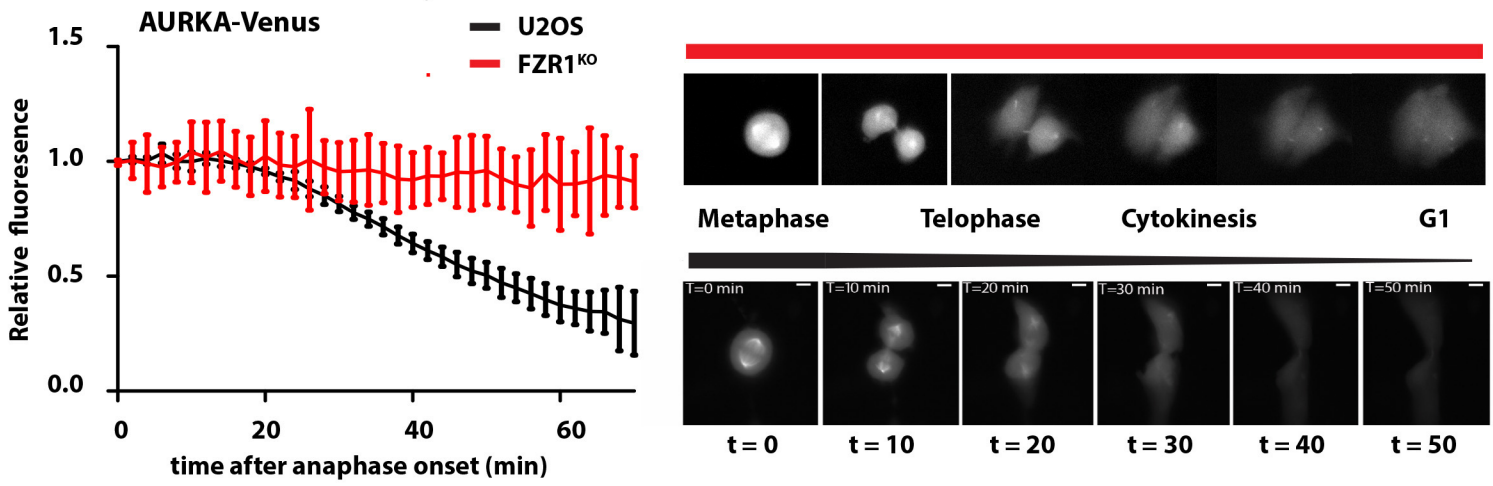 AURKA-Venus
U2OS
FZR1KO
1.5
1.0
0.5
0.0
Relative fluoresence
0 20 40 60
time after anaphase onset (min)
Metaphase Telophase Cytokinesis G1
T=0 min T=10 min T=20 min T=30 min T=40 min T=50 min
t = 0 t = 10 t = 20 t = 30 t = 40 t = 50